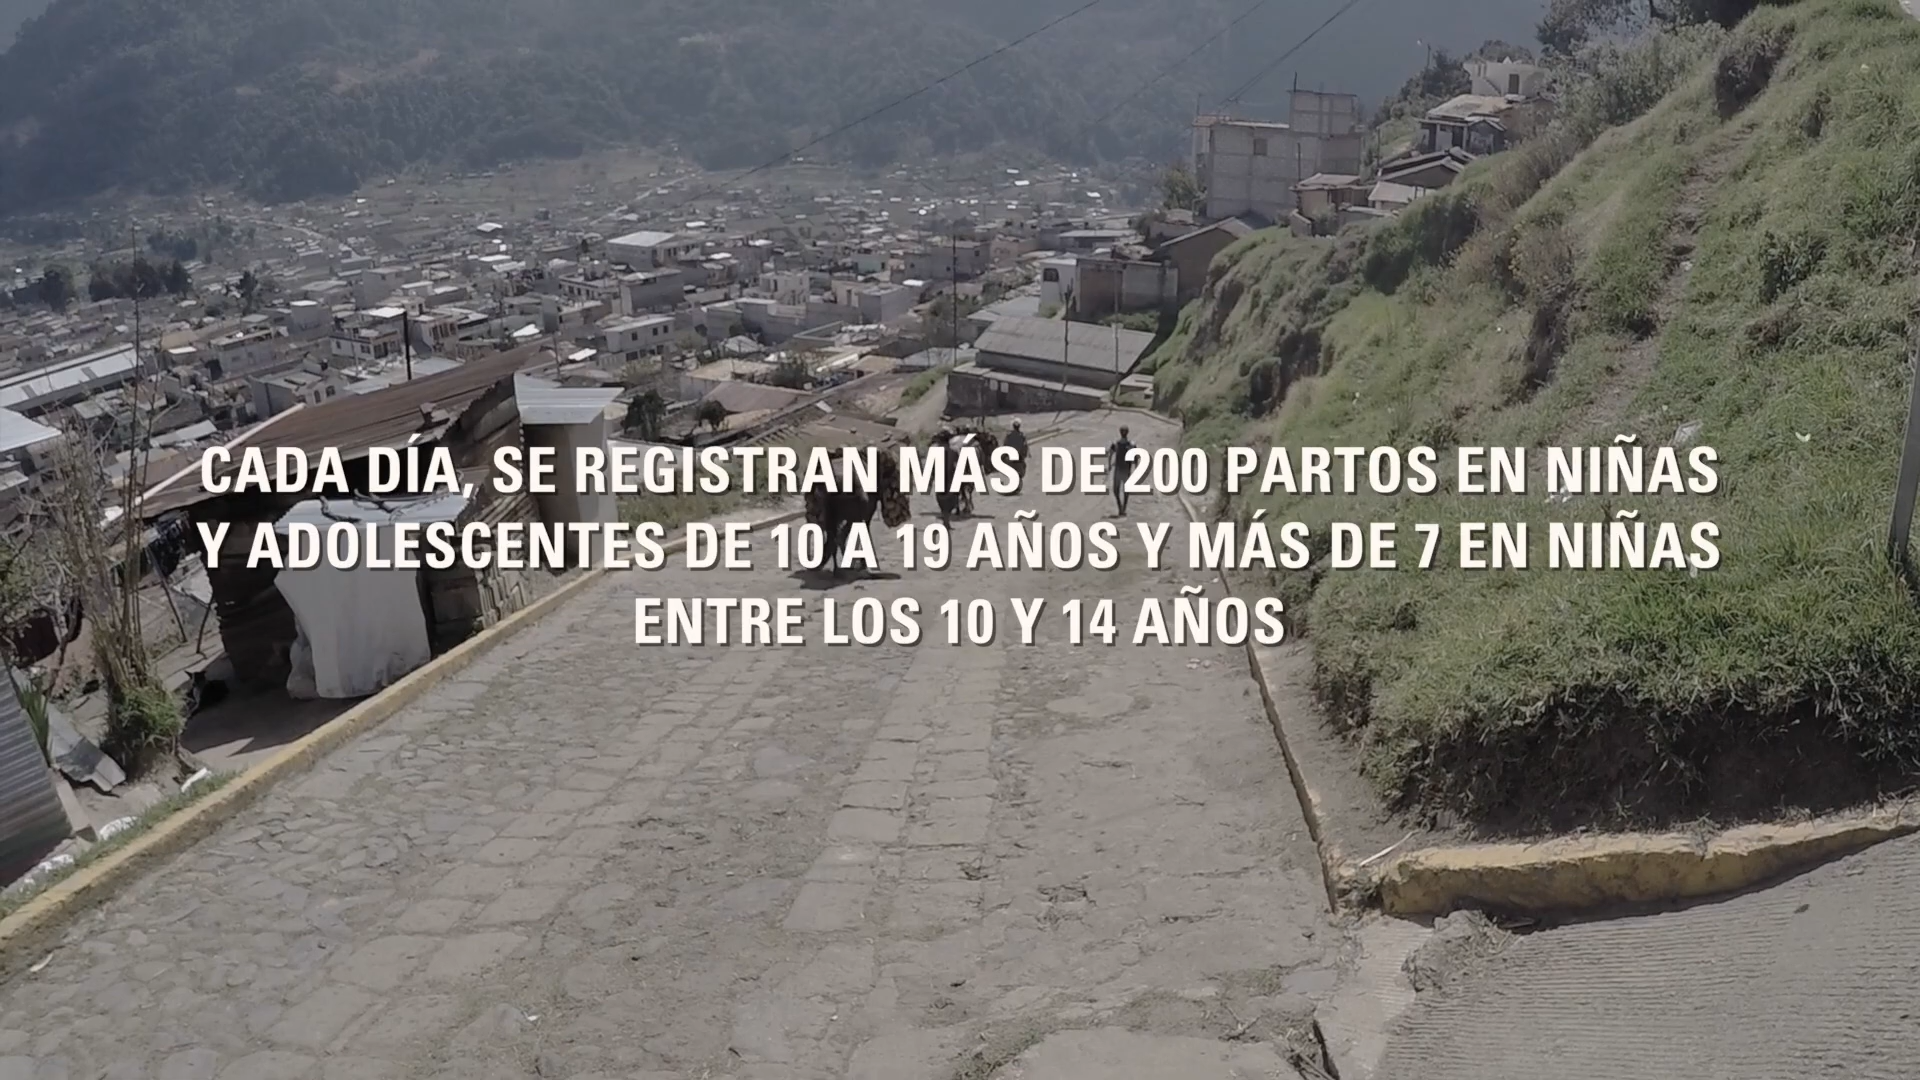 CADA DÍA, SE REGISTRAN MÁS DE 200 PARTOS EN NIÑAS
Y ADOLESCENTES DE 10 A 19 AÑOS Y MÁS DE 7 EN NIÑAS
ENTRE LOS 10 Y 14 AÑOS